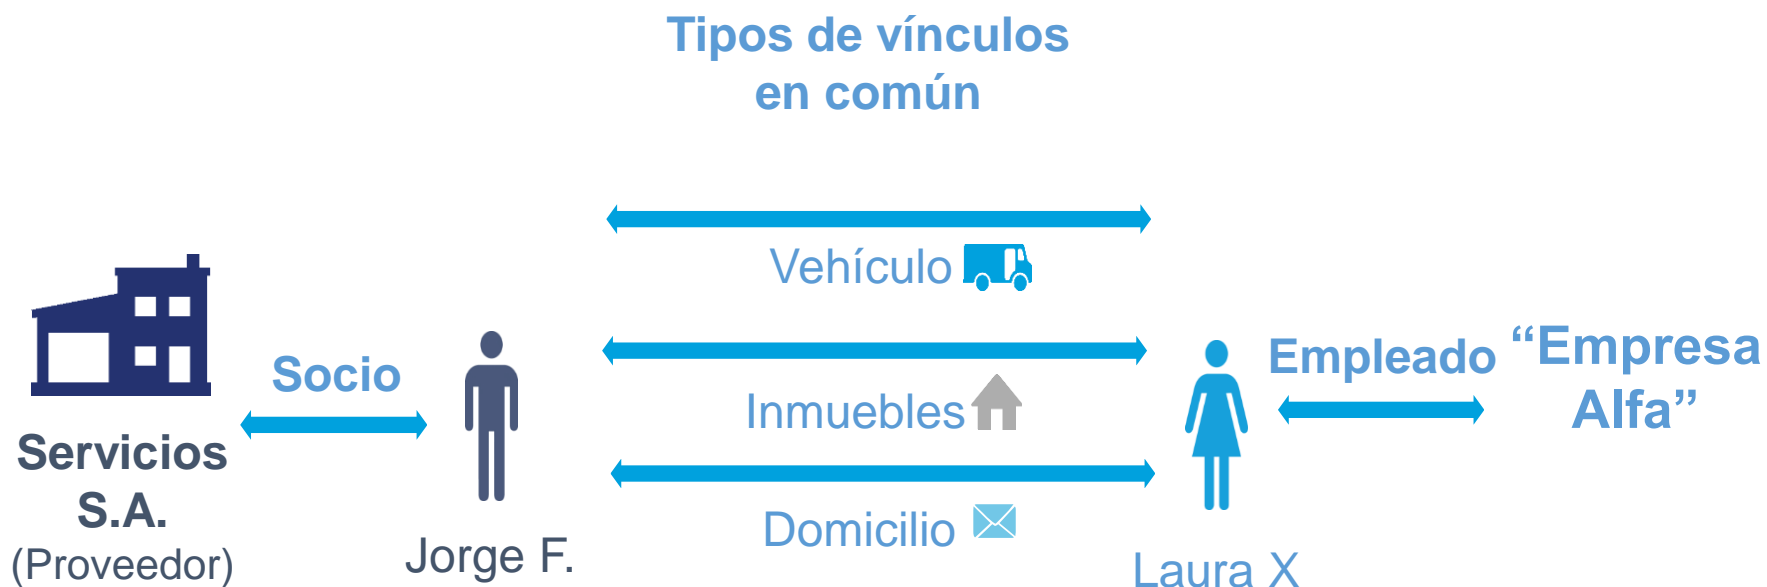 Tipos de vínculos
en común
Vehículo
Socio
Inmuebles
Empleado
“Empresa
Alfa”
Servicios
S.A.
(Proveedor)
Jorge F.
Domicilio
Laura X